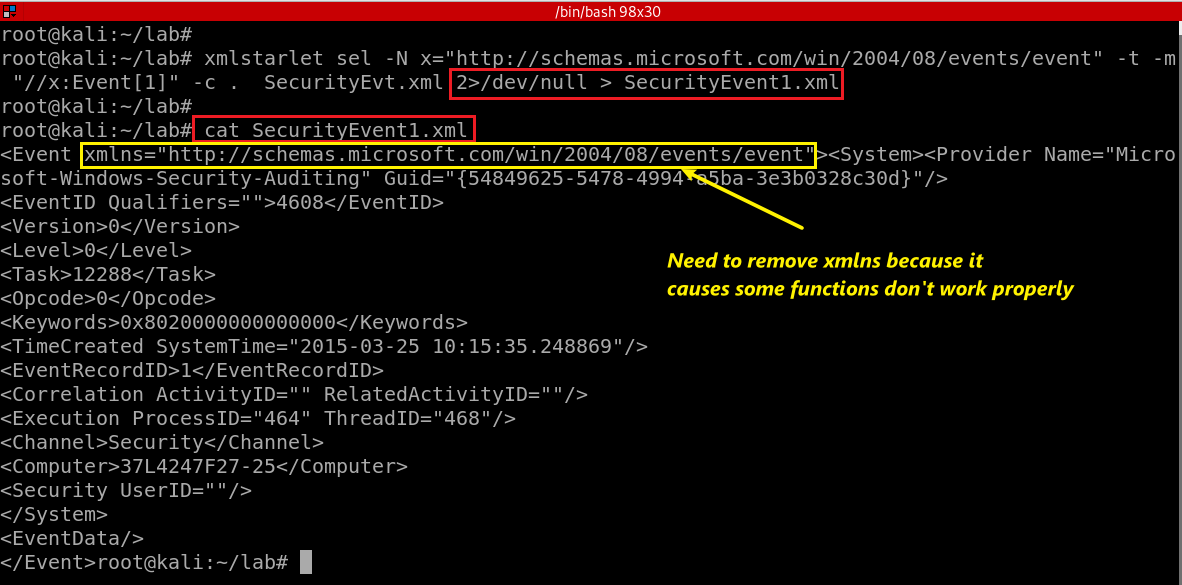 /bin/bash 98x30
root@kali:~/lab#
root@kali:~/lab# xmlstarlet sel -N x="http://schemas.microsoft.com/win/2004/08/events/event" -t -m
"//x:Event[1]" -c .  SecurityEvt.xml 2>/dev/null > SecurityEvent1.xml
root@kali:~/lab#
root@kali:~/lab# cat SecurityEvent1.xml
<Event xmlns="http://schemas.microsoft.com/win/2004/08/events/event"><System><Provider Name="Micro
soft-Windows-Security-Auditing" Guid="{54849625-5478-4994-a5ba-3e3b0328c30d}"/>
<EventID Qualifiers="">4608</EventID>
<Version>0</Version>
<Level>0</Level>
Need to remove xmlns because it
<Task>12288</Task>
causes some functions don't work properly
<Opcode>0</Opcode>
<Keywords>0x8020000000000000</Keywords>
<TimeCreated SystemTime="2015-03-25 10:15:35.248869"/>
<EventRecordID>1</EventRecordID>
<Correlation ActivityID="" RelatedActivityID=""/>
<Execution ProcessID="464" ThreadID="468"/>
<Channel>Security</Channel>
<Computer>37L4247F27-25</Computer>
<Security UserID=""/>
</System>
<EventData/>
</Event>root@kali:~/lab#